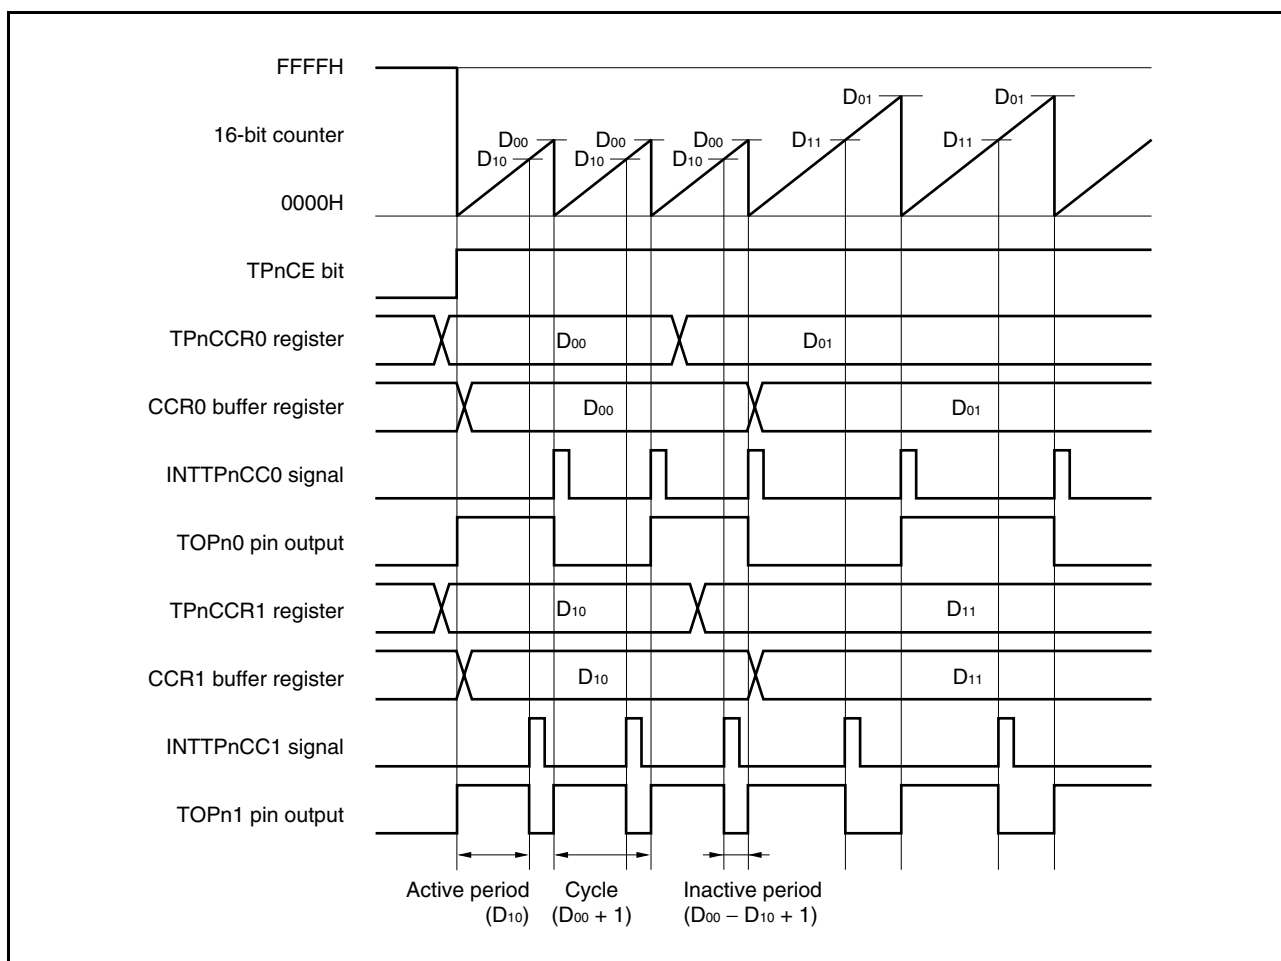 FFFFH
D01 D01
16-bit counter D00 D00 D00 D11 D11
D10 D10 D10
0000H
TPnCE bit
TPnCCR0 register D00 D01
CCR0 buffer register D00 D01
INTTPnCC0 signal
TOPn0 pin output
TPnCCR1 register D10 D11
CCR1 buffer register D10 D11
INTTPnCC1 signal
TOPn1 pin output
Active period Cycle Inactive period
(D10) (D00 + 1) (D00 − D10 + 1)